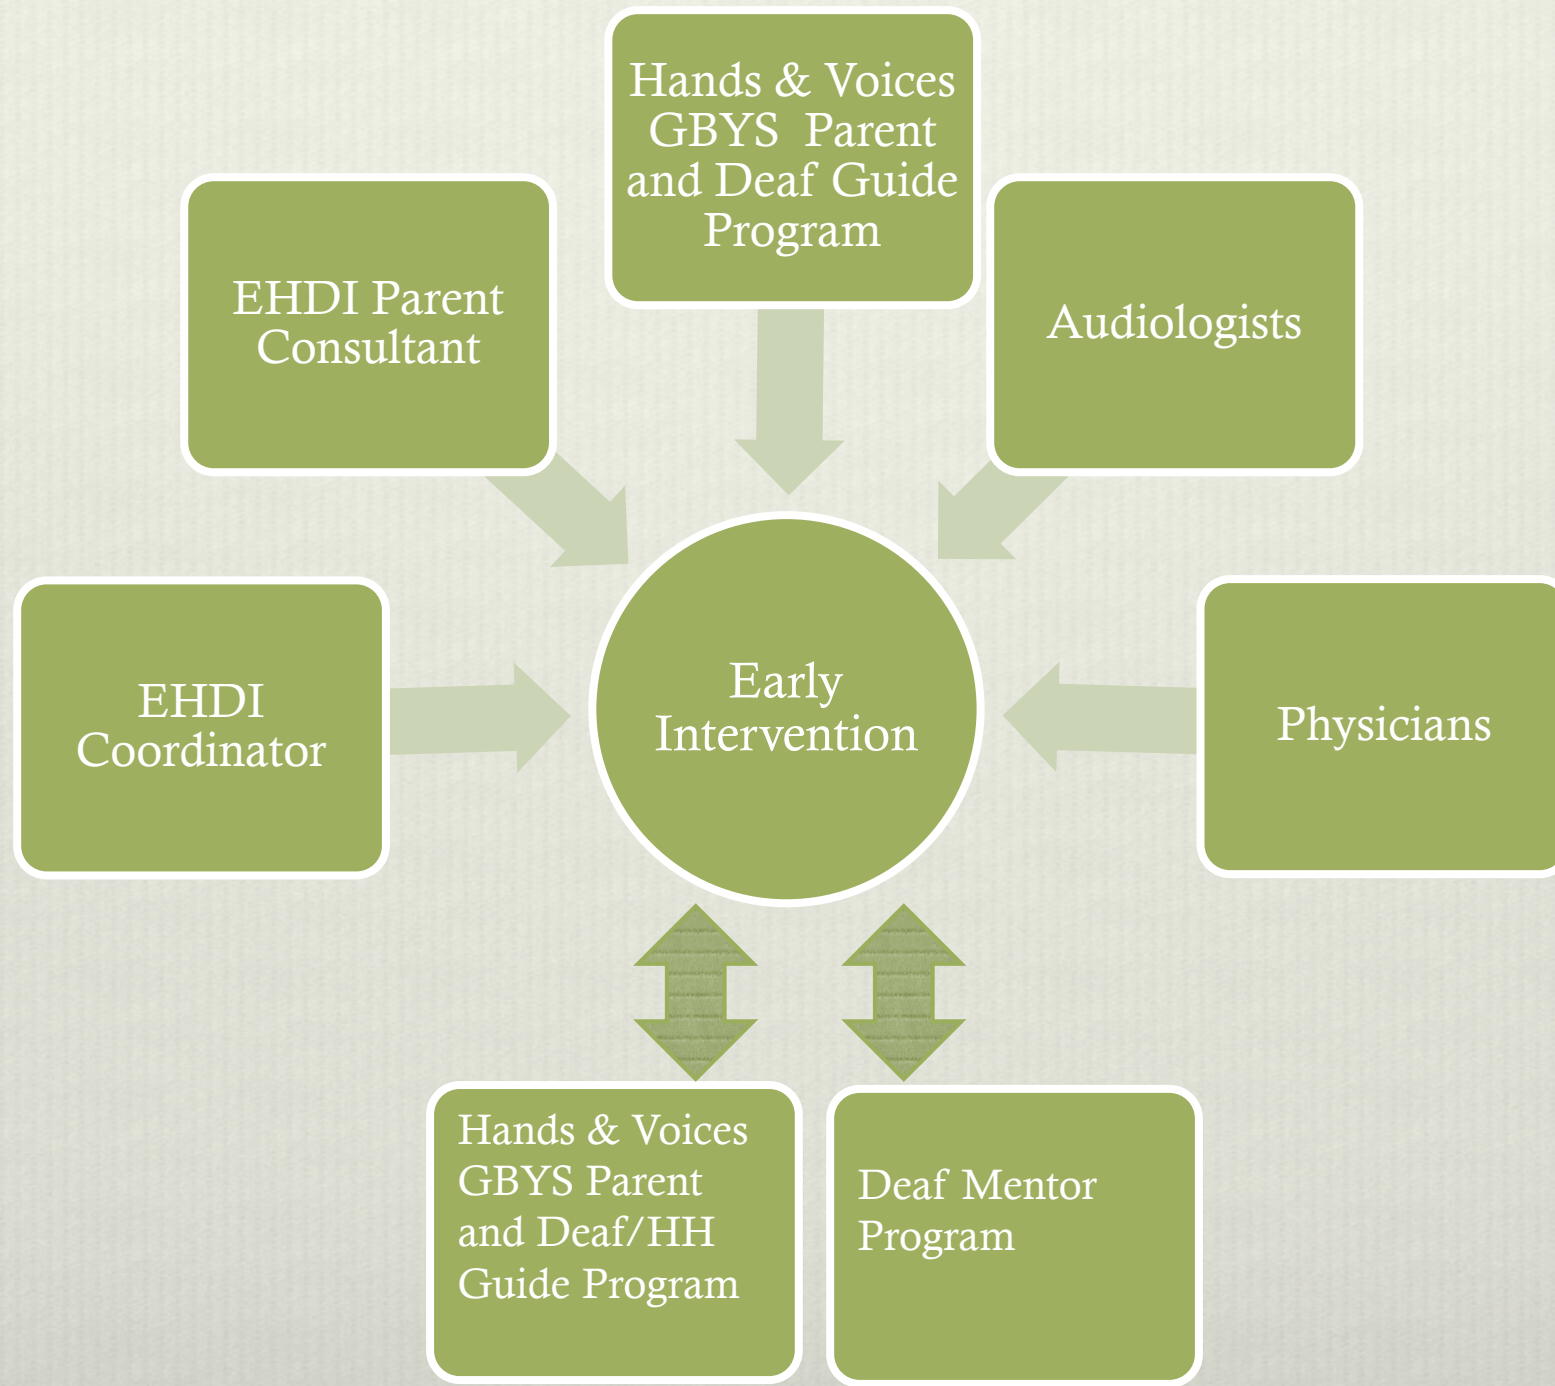 Hands & Voices
GBYS Parent
and Deaf Guide
Program
EHDI Parent
Consultant
Audiologists
EHDI
Coordinator
Early
Intervention
Physicians
Hands & Voices
GBYS Parent
and Deaf/HH
Guide Program
Deaf Mentor
Program